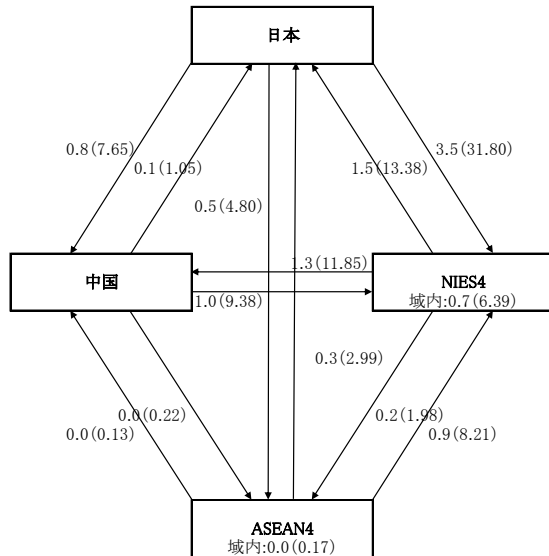 日本
0.8(7.65)
0.1(1.05)
1.5(13.38)
3.5(31.80)
0.5(4.80)
1.3(11.85)
中国
NIES4
域内:0.7(6.39)
1.0(9.38)
0.3(2.99)
0.0(0.22)
0.2(1.98)
0.0(0.13)
0.9(8.21)
ASEAN4
域内:0.0(0.17)